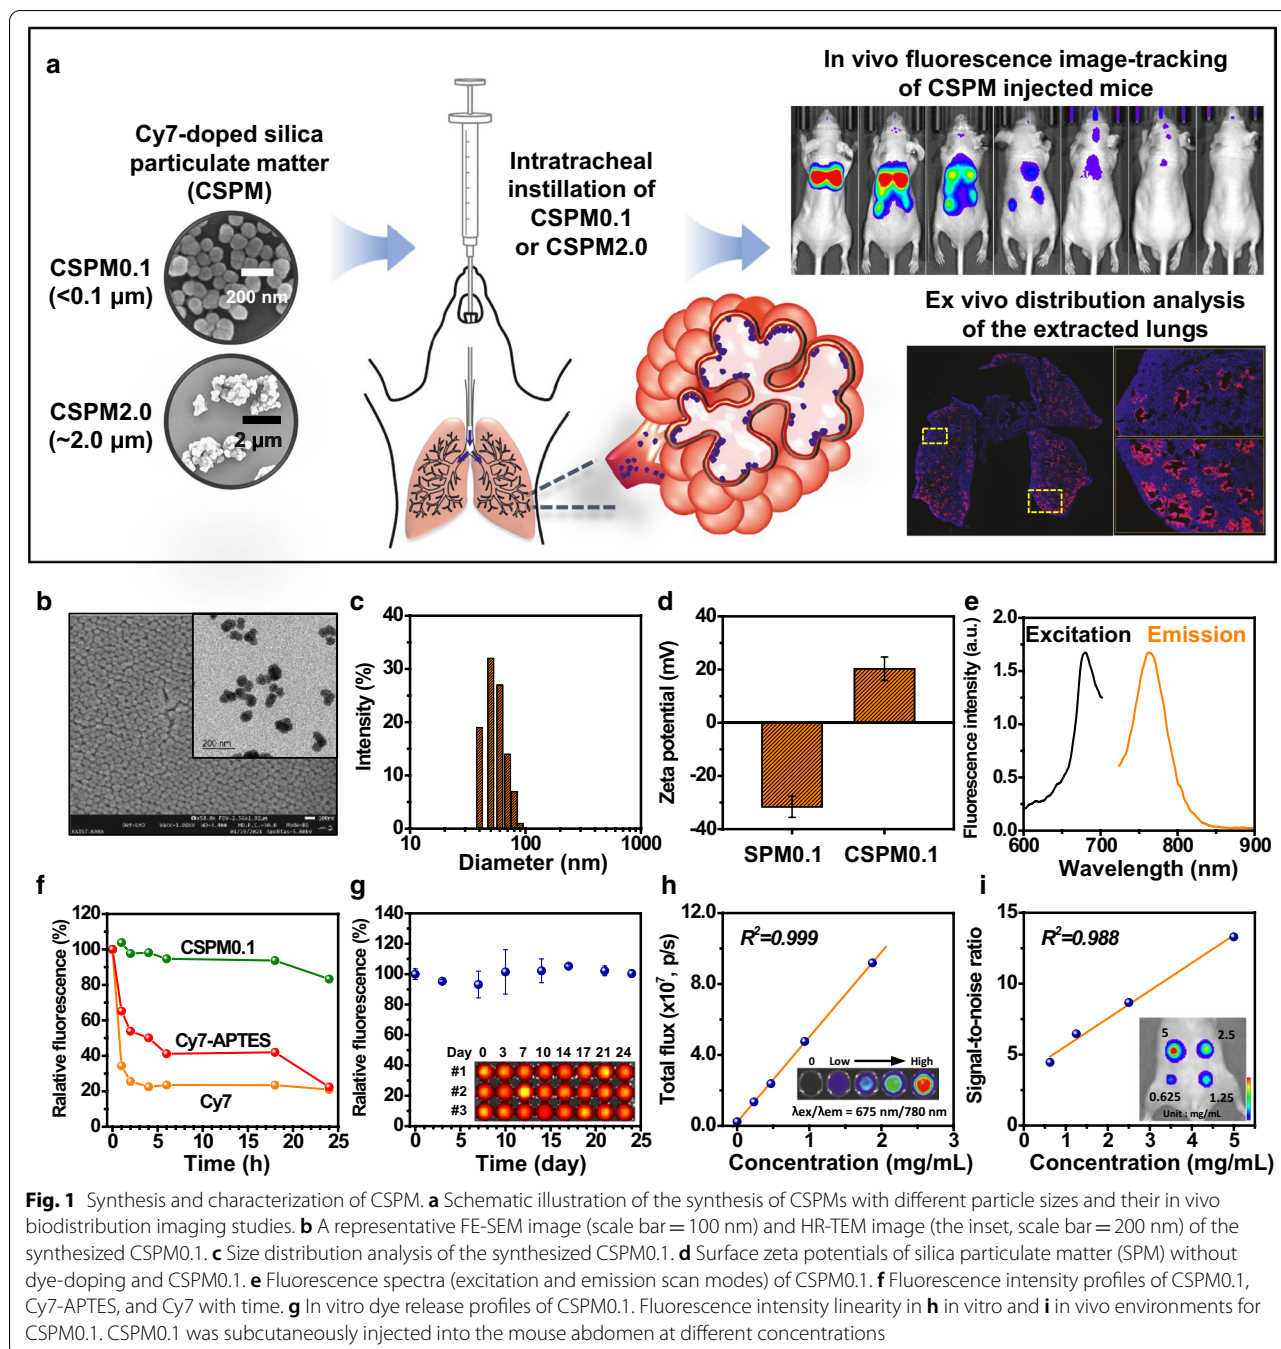 a
In vivo fluorescence image-tracking
of CSPM injected mice
Cy7-doped silica
particulate matter
(CSPM)
Intratracheal
instillation of
CSPM0.1
or CSPM2.0
CSPM0.1
(<0.1 µm)
200 nm
CSPM2.0
(~2.0 µm)
2 µm
Ex vivo distribution analysis
of the extracted lungs
b
200 nm
100nm
KAIST-KARA
01/29/2021
c
40
30
20
10
0
Intensity (%)
10
100
1000
Diameter (nm)
d
40
20
0
-20
-40
Zeta potential (mV)
SPM0.1
CSPM0.1
e
2.0
1.5
1.0
0.5
0.0
Fluorescence intensity (a.u.)
Excitation
Emission
600
700
800
900
Wavelength (nm)
f
120
100
80
60
40
20
0
Ralative fluorescence (%)
CSPM0.1
Cy7-APTES
Cy7
0 5 10 15 20 25
Time (h)
g
140
120
100
80
60
40
20
0
Ralative fluorescence (%)
Day 0 3 7 10 14 17 21 24
#1
#2
#3
0 5 10 15 20 25
Time (day)
h
12.0
9.0
6.0
3.0
0.0
Total flux (x10⁷, p/s)
R²=0.999
0 Low High
λex/λem = 675 nm/780 nm
0 1 2 3
Concentration (mg/mL)
i
15
10
5
0
Signal-to-noise ratio
R²=0.988
5
2.5
0.625
1.25
Unit : mg/mL
0 1 2 3 4 5
Concentration (mg/mL)
Fig. 1 Synthesis and characterization of CSPM. a Schematic illustration of the synthesis of CSPMs with different particle sizes and their in vivo
biodistribution imaging studies. b A representative FE-SEM image (scale bar = 100 nm) and HR-TEM image (the inset, scale bar = 200 nm) of the
synthesized CSPM0.1. c Size distribution analysis of the synthesized CSPM0.1. d Surface zeta potentials of silica particulate matter (SPM) without
dye-doping and CSPM0.1. e Fluorescence spectra (excitation and emission scan modes) of CSPM0.1. f Fluorescence intensity profiles of CSPM0.1,
Cy7-APTES, and Cy7 with time. g In vitro dye release profiles of CSPM0.1. Fluorescence intensity linearity in h in vitro and i in vivo environments for
CSPM0.1. CSPM0.1 was subcutaneously injected into the mouse abdomen at different concentrations